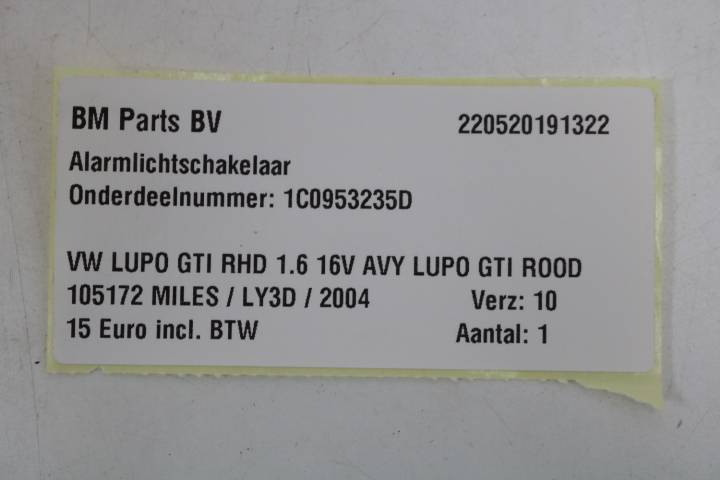 BM Parts BV 220520191322
Alarmlichtschakelaar
Onderdeelnummer: 1C0953235D
VW LUPO GTI RHD 1.6 16V AVY LUPO GTI ROOD
105172 MILES / LY3D / 2004 Verz: 10
15 Euro incl. BTW Aantal: 1